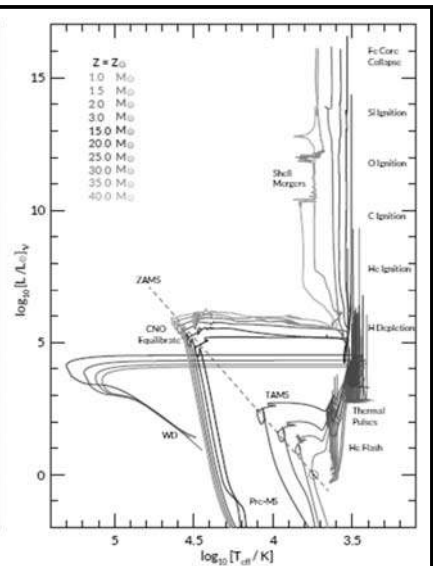 Z = Z⊙
1.0 M⊙
1.5 M⊙
2.0 M⊙
3.0 M⊙
15.0 M⊙
20.0 M⊙
25.0 M⊙
30.0 M⊙
35.0 M⊙
40.0 M⊙
Fe Core
Collapse
Si Ignition
O Ignition
Shell
Mergers
C Ignition
He Ignition
ZAMS
CNO
Equilibrate
H Depletion
TAMS
Thermal
Pulses
WD
He Flash
Pre-MS
15
10
5
0
log₁₀ [L/L⊙]
5
4.5
4
3.5
log₁₀ [Teff / K]